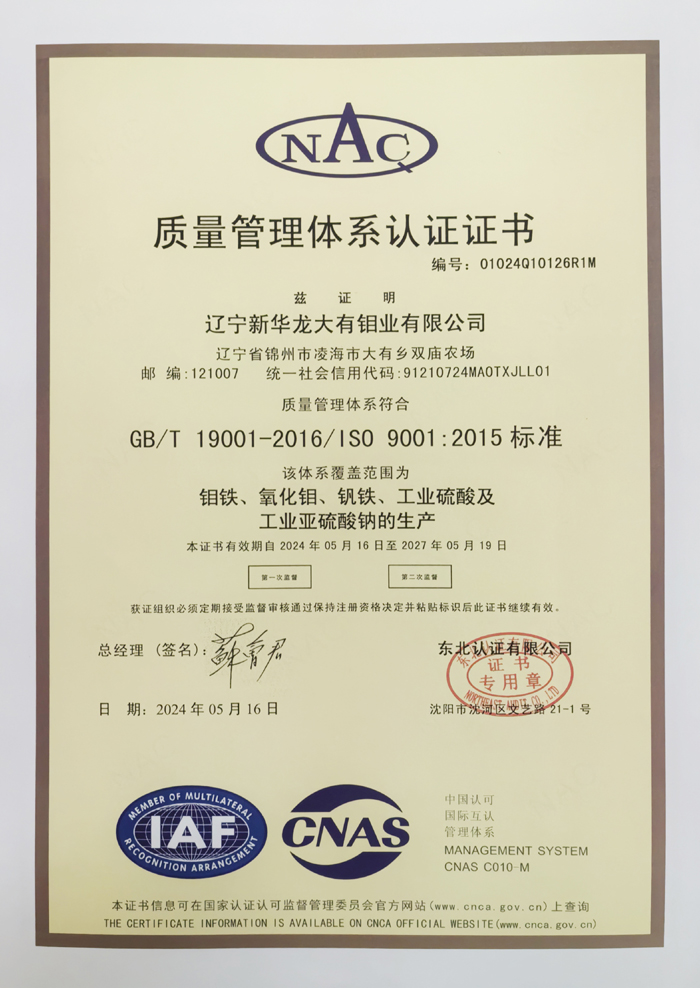 NAC
质量管理体系认证证书
编号：01024Q10126R1M
兹 证 明
辽宁新华龙大有钼业有限公司
辽宁省锦州市凌海市大有乡双庙农场
邮 编:121007 统一社会信用代码:91210724MA0TXJLL01
质量管理体系符合
GB/T 19001-2016/ISO 9001:2015 标准
该体系覆盖范围为
钼铁、氧化钼、钒铁、工业硫酸及
工业亚硫酸钠的生产
本证书有效期自 2024 年 05 月 16 日至 2027 年 05 月 19 日
第一次监督 第二次监督
获证组织必须定期接受监督审核通过保持注册资格决定并粘贴标识后此证书继续有效。
总经理（签名）：
东北认证有限公司
东北认证有限公司
证书
专用章
NORTHEAST AUDIT CO.,LTD
日 期：2024 年 05 月 16 日
沈阳市沈河区文艺路 21-1 号
MEMBER OF MULTILATERAL
IAF
RECOGNITION ARRANGEMENT
CNAS
中国认可
国际互认
管理体系
MANAGEMENT SYSTEM
CNAS C010-M
本证书信息可在国家认证认可监督管理委员会官方网站(www.cnca.gov.cn)上查询
THE CERTIFICATE INFORMATION IS AVAILABLE ON CNCA OFFICIAL WEBSITE(www.cnca.gov.cn)